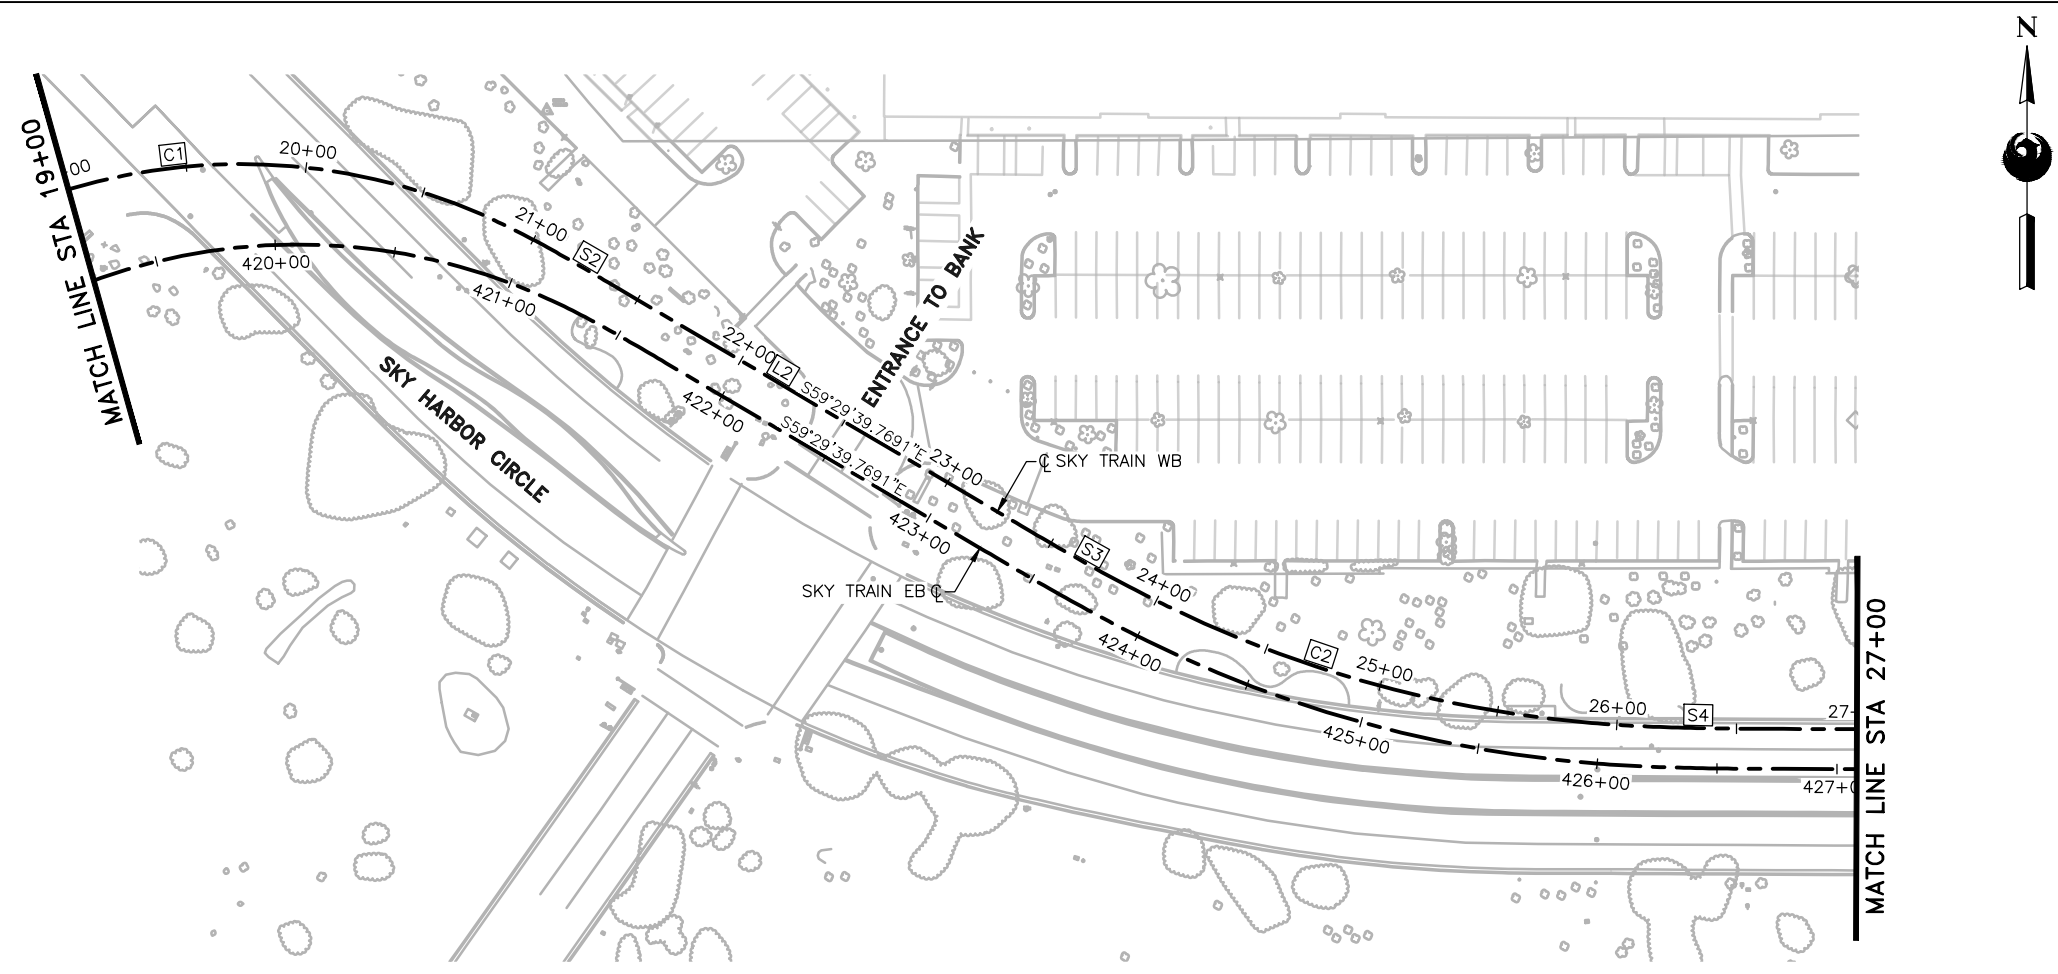 N
MATCH LINE STA 19+00
00
C1
20+00
420+00
21+00
S2
421+00
22+00
L2
422+00
S59°29'39.7691"E
S59°29'39.7691"E
ENTRANCE TO BANK
SKY HARBOR CIRCLE
23+00
℄ SKY TRAIN WB
423+00
SKY TRAIN EB ℄
S3
24+00
424+00
C2
25+00
425+00
26+00
S4
426+00
27
427+0
MATCH LINE STA 27+00